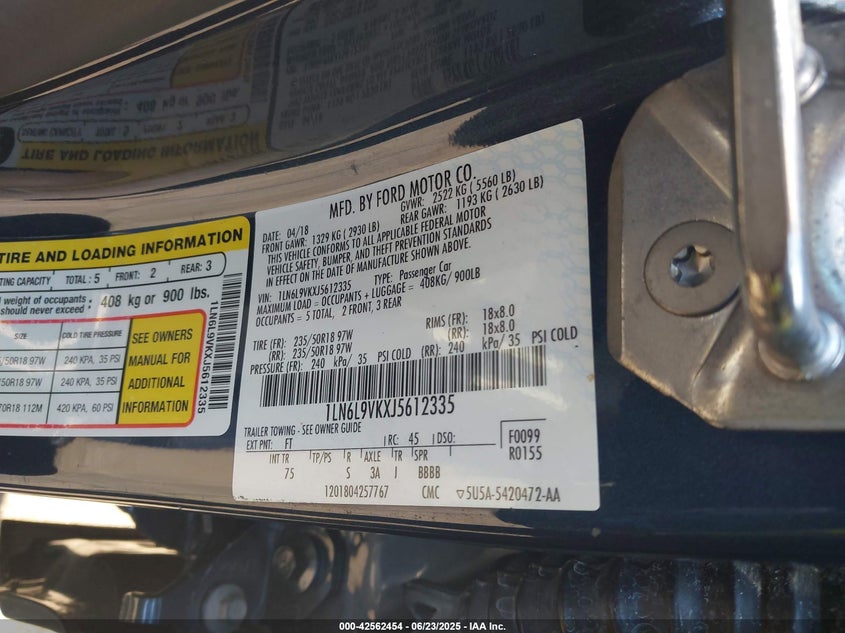 TIRE AND LOADING INFORMATION
TING CAPACITY TOTAL : 5 FRONT: 2 REAR: 3
weight of occupants 408 kg or 900 lbs.
hould never exceed :
SIZE COLD TIRE PRESSURE SEE OWNERS MANUAL FOR ADDITIONAL INFORMATION
/50R18 97W 240 KPA, 35 PSI
/50R18 97W 240 KPA, 35 PSI
70R18 112M 420 KPA, 60 PSI
1LN6L9VKXJ5612335
MFD. BY FORD MOTOR CO.
DATE: 04/18 GVWR: 2522 KG ( 5560 LB)
FRONT GAWR: 1329 KG ( 2930 LB) REAR GAWR: 1193 KG ( 2630 LB)
THIS VEHICLE CONFORMS TO ALL APPLICABLE FEDERAL MOTOR
VEHICLE SAFETY, BUMPER, AND THEFT PREVENTION STANDARDS
IN EFFECT ON THE DATE OF MANUFACTURE SHOWN ABOVE.
VIN: 1LN6L9VKXJ5612335 TYPE: Passenger Car
MAXIMUM LOAD = OCCUPANTS + LUGGAGE = 408KG/ 900LB
OCCUPANTS = 5 TOTAL, 2 FRONT, 3 REAR
TIRE (FR): 235/50R18 97W RIMS (FR): 18x8.0
(RR): 235/50R18 97W (RR): 18x8.0
PRESSURE (FR): 240 kPa/ 35 PSI COLD (RR): 240 kPa/ 35 PSI COLD
1LN6L9VKXJ5612335
TRAILER TOWING - SEE OWNER GUIDE
EXT PNT: FT RC: 45 DSO: F0099
R0155
INT TR TP/PS R AXLE TR SPR
75 S 3A I BBBB
1201804257767 CMC ▽5U5A-5420472-AA
000-42562454 / 06/23/2025 - IAA Inc.